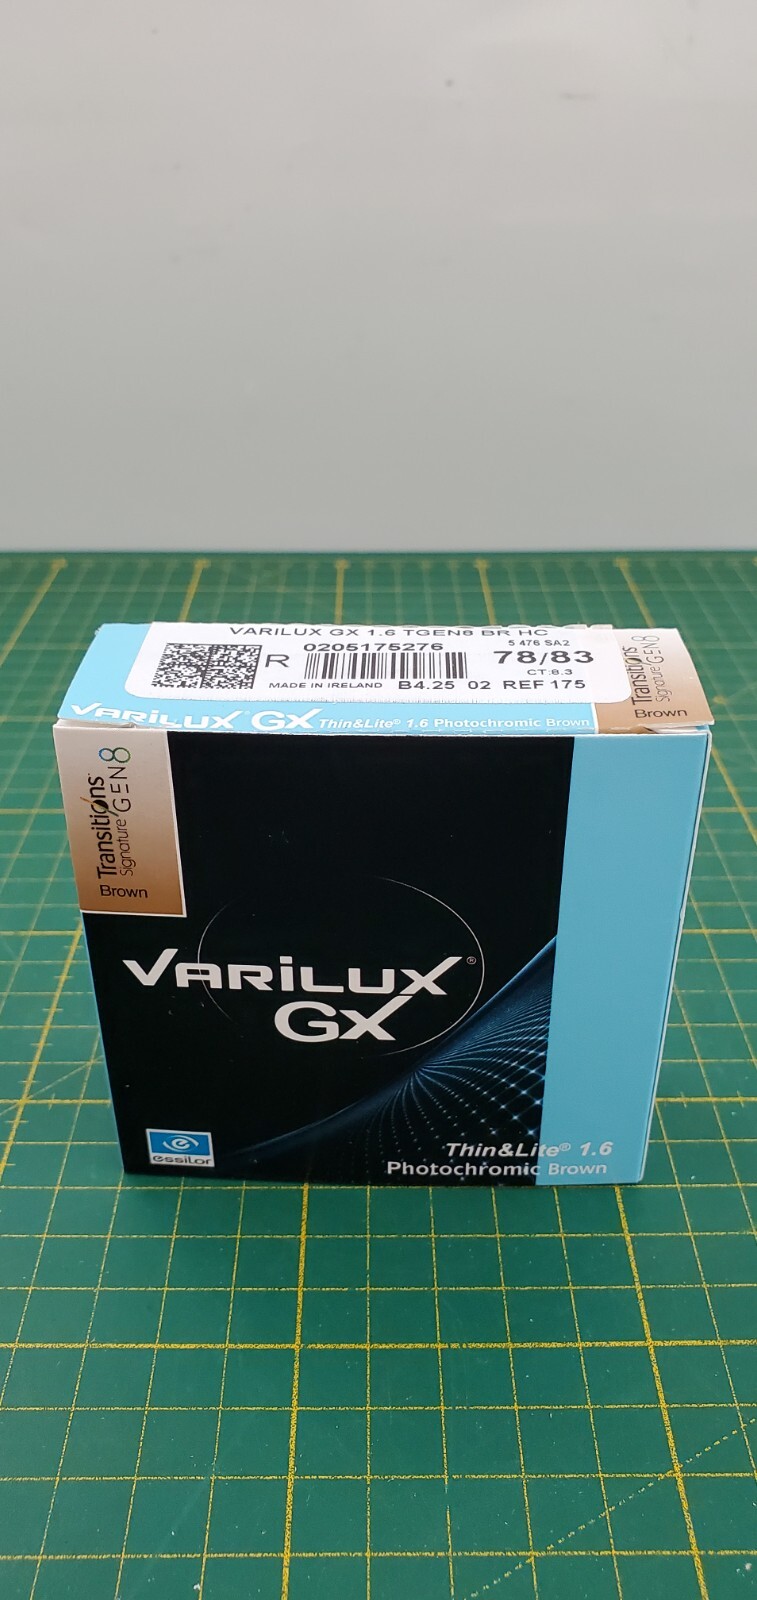 VARILUX GX 1.6 TGEN8 BR HC
5 476 SA2
0205175276
R
78/83
CT:8.3
MADE IN IRELAND B4.25 02 REF 175
VARILUX® GX Thin&Lite® 1.6 Photochromic Brown
Transitions
Signature GEN8
Brown
Transitions
Signature GEN8
Brown
VARILUX®
GX
essilor
Thin&Lite® 1.6
Photochromic Brown